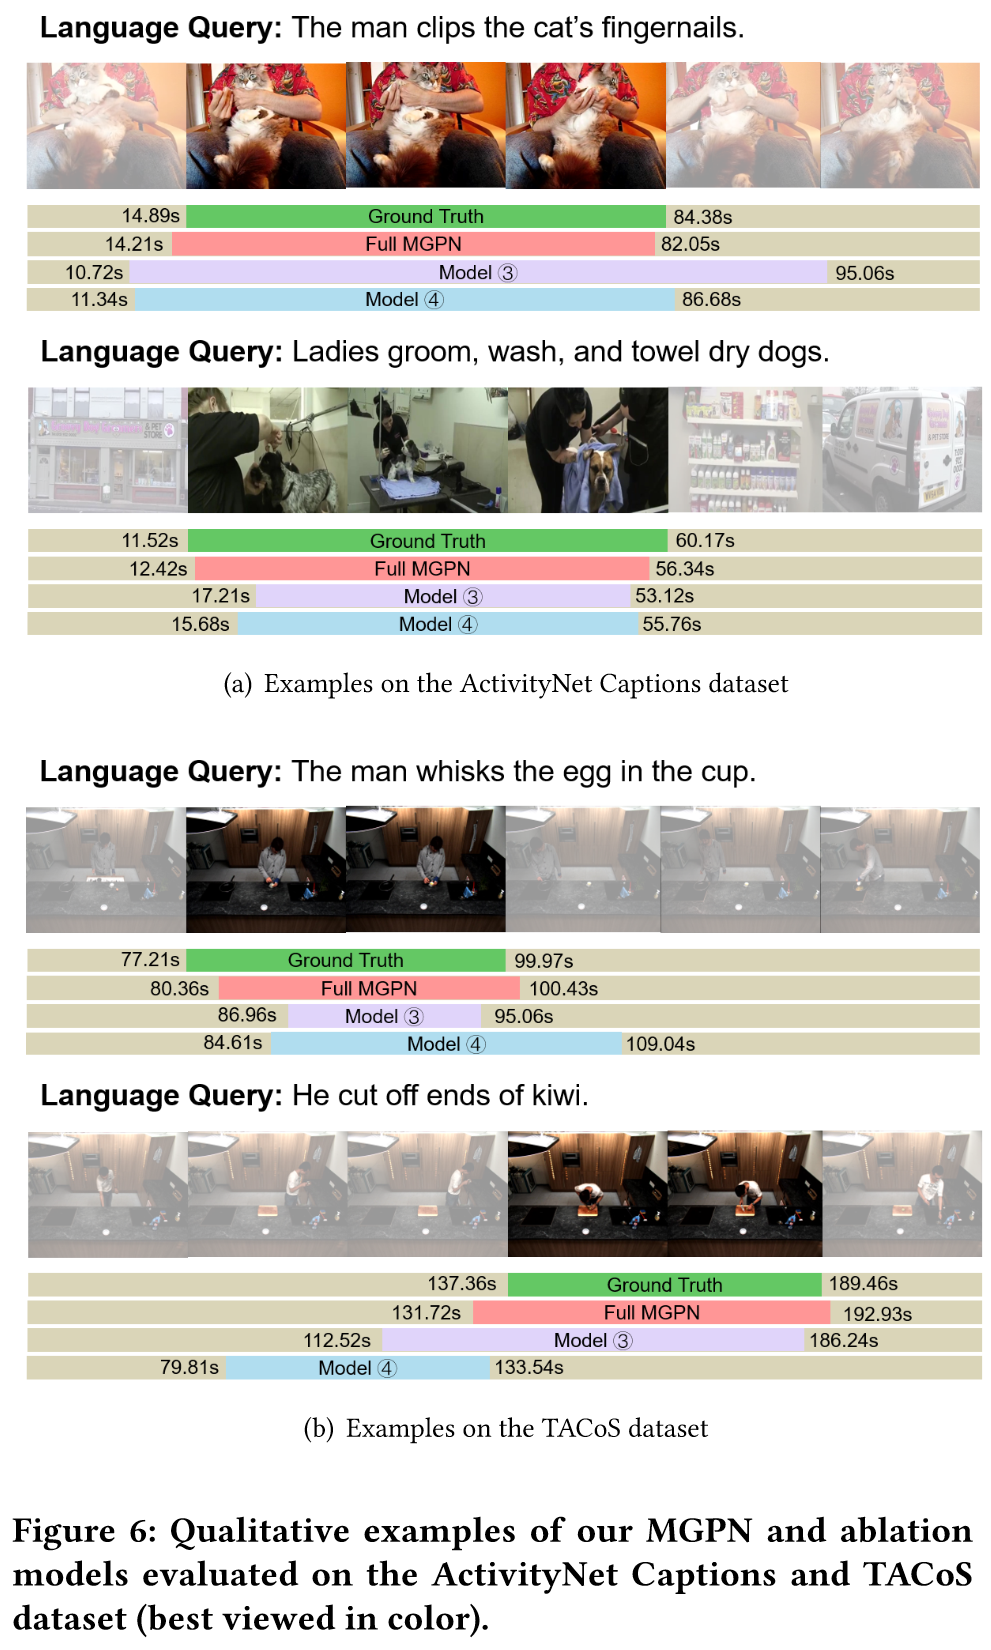 Language Query: The man clips the cat’s fingernails.
14.89s Ground Truth 84.38s
14.21s Full MGPN 82.05s
10.72s Model ③ 95.06s
11.34s Model ④ 86.68s
Language Query: Ladies groom, wash, and towel dry dogs.
& PET
STORE
& PET STORE
11.52s Ground Truth 60.17s
12.42s Full MGPN 56.34s
17.21s Model ③ 53.12s
15.68s Model ④ 55.76s
(a) Examples on the ActivityNet Captions dataset
Language Query: The man whisks the egg in the cup.
77.21s Ground Truth 99.97s
80.36s Full MGPN 100.43s
86.96s Model ③ 95.06s
84.61s Model ④ 109.04s
Language Query: He cut off ends of kiwi.
137.36s Ground Truth 189.46s
131.72s Full MGPN 192.93s
112.52s Model ③ 186.24s
79.81s Model ④ 133.54s
(b) Examples on the TACoS dataset
Figure 6: Qualitative examples of our MGPN and ablation
models evaluated on the ActivityNet Captions and TACoS
dataset (best viewed in color).